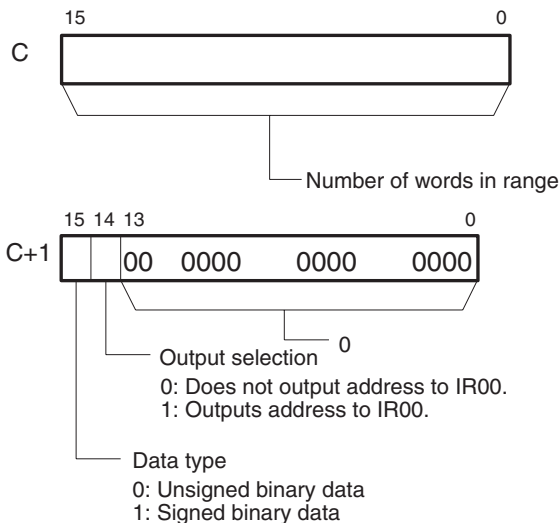 15 0
C
Number of words in range
15 14 13 0
C+1 00 0000 0000 0000
0
Output selection
0: Does not output address to IR00.
1: Outputs address to IR00.
Data type
0: Unsigned binary data
1: Signed binary data